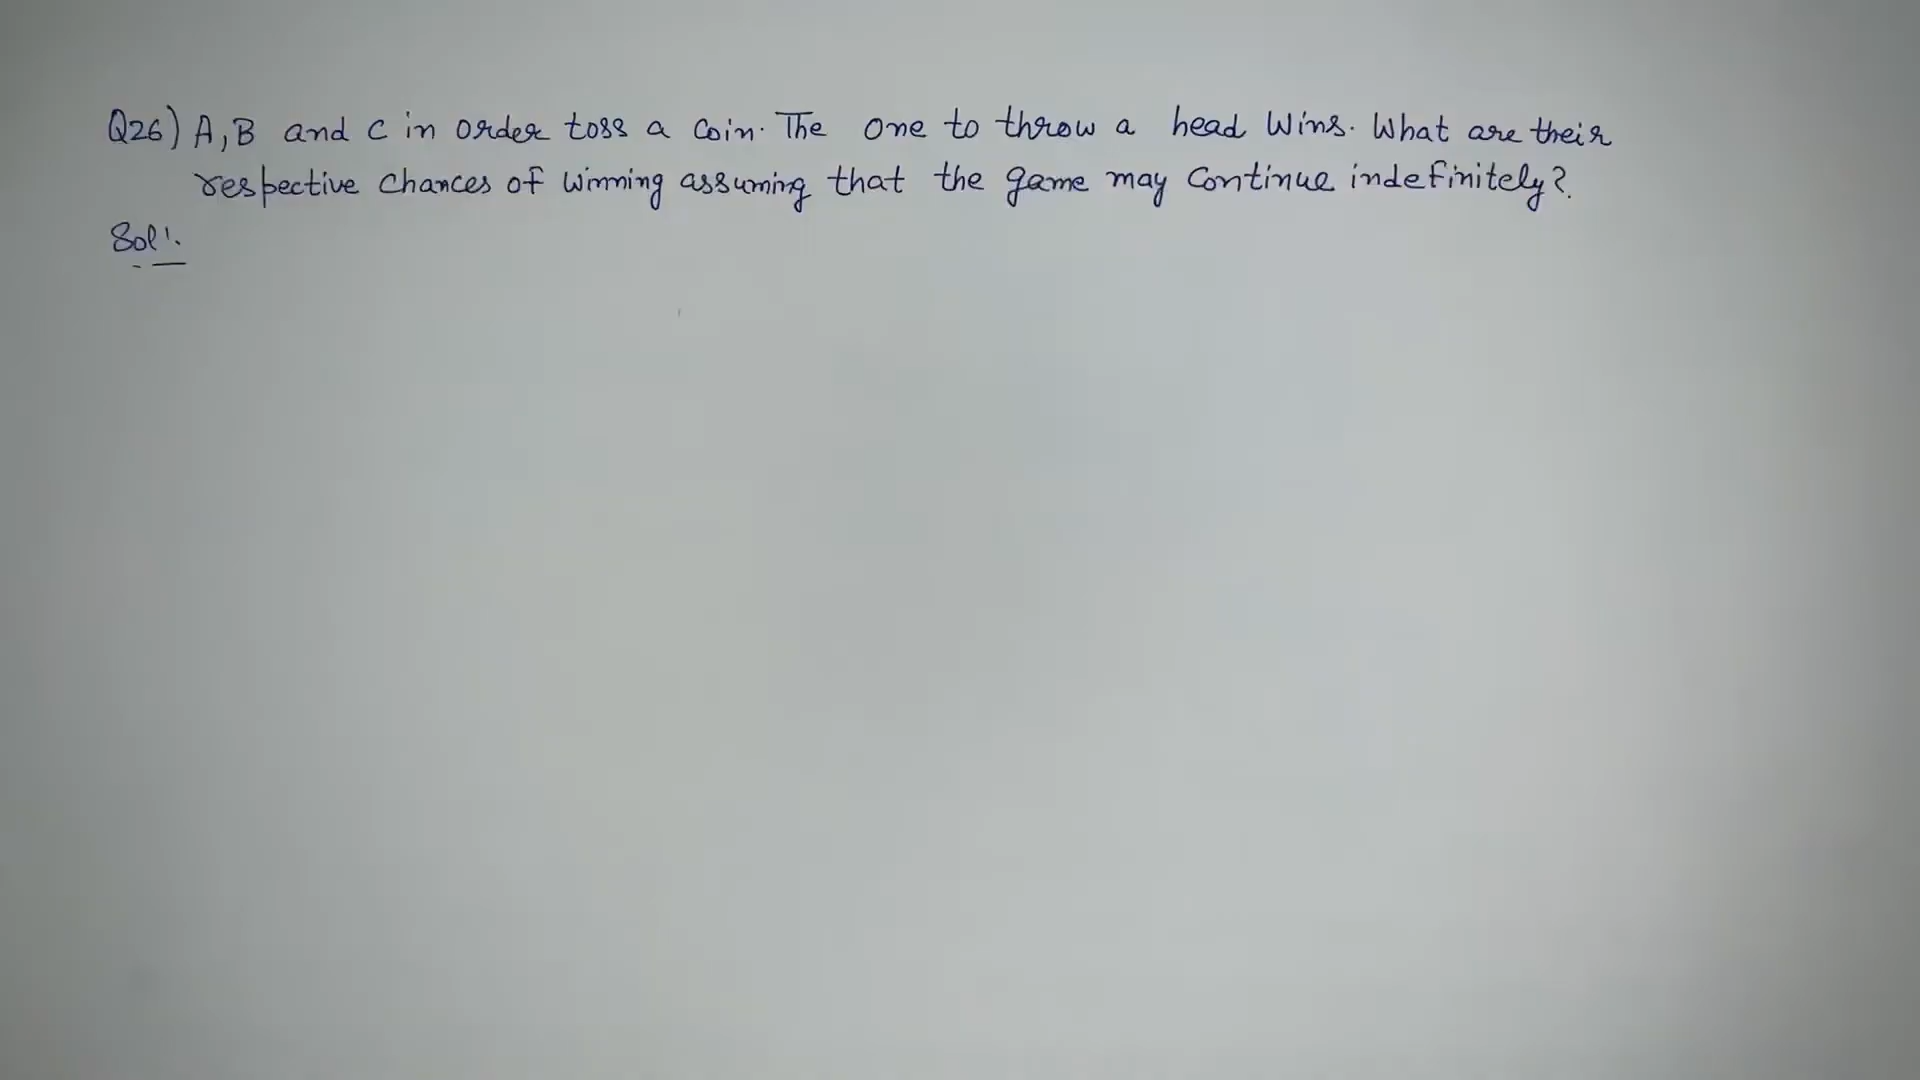 Q26) A, B and C in order toss a coin. The one to throw a head wins. What are their
respective chances of winning assuming that the game may continue indefinitely?.
Sol'.